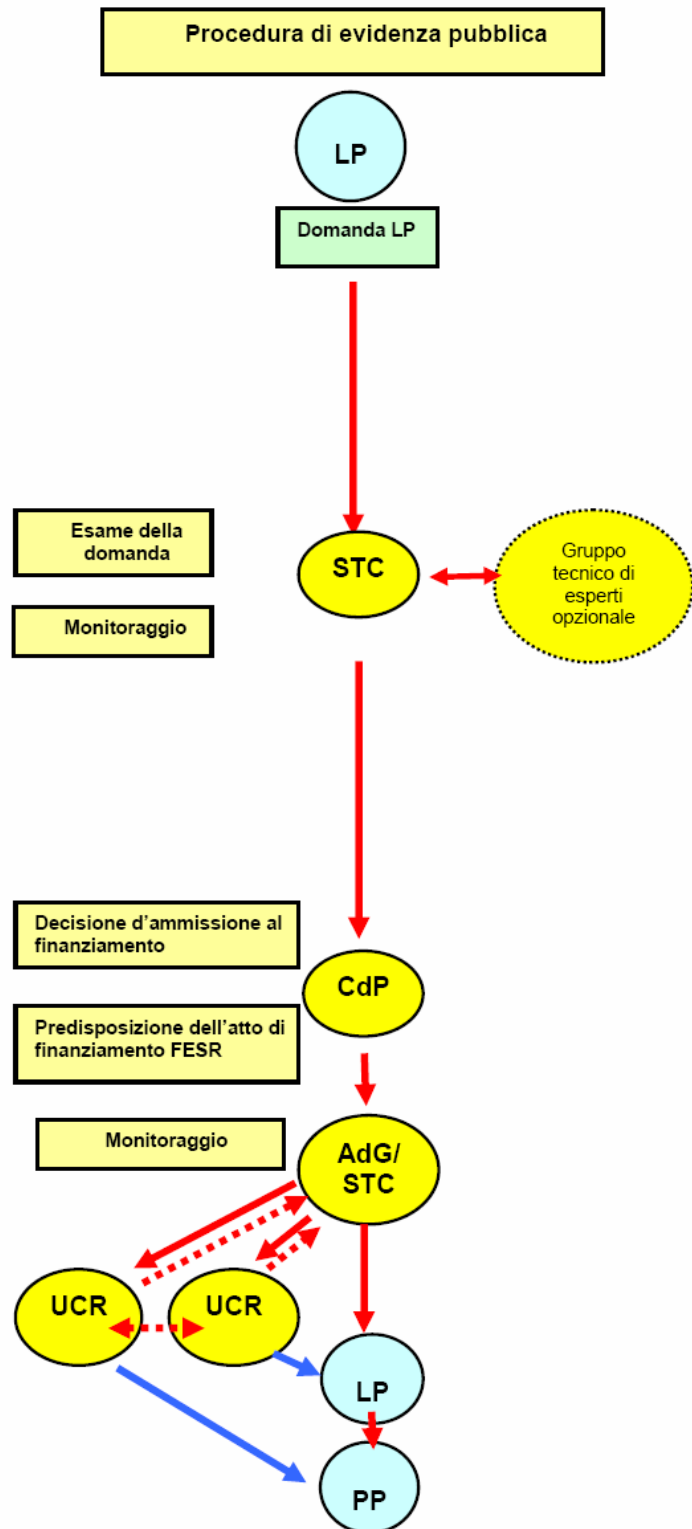 Procedura di evidenza pubblica
LP
Domanda LP
Esame della
domanda
STC
Gruppo
tecnico di
esperti
opzionale
Monitoraggio
Decisione d'ammissione al
finanziamento
CdP
Predisposizione dell'atto di
finanziamento FESR
Monitoraggio
AdG/
STC
UCR
UCR
LP
PP